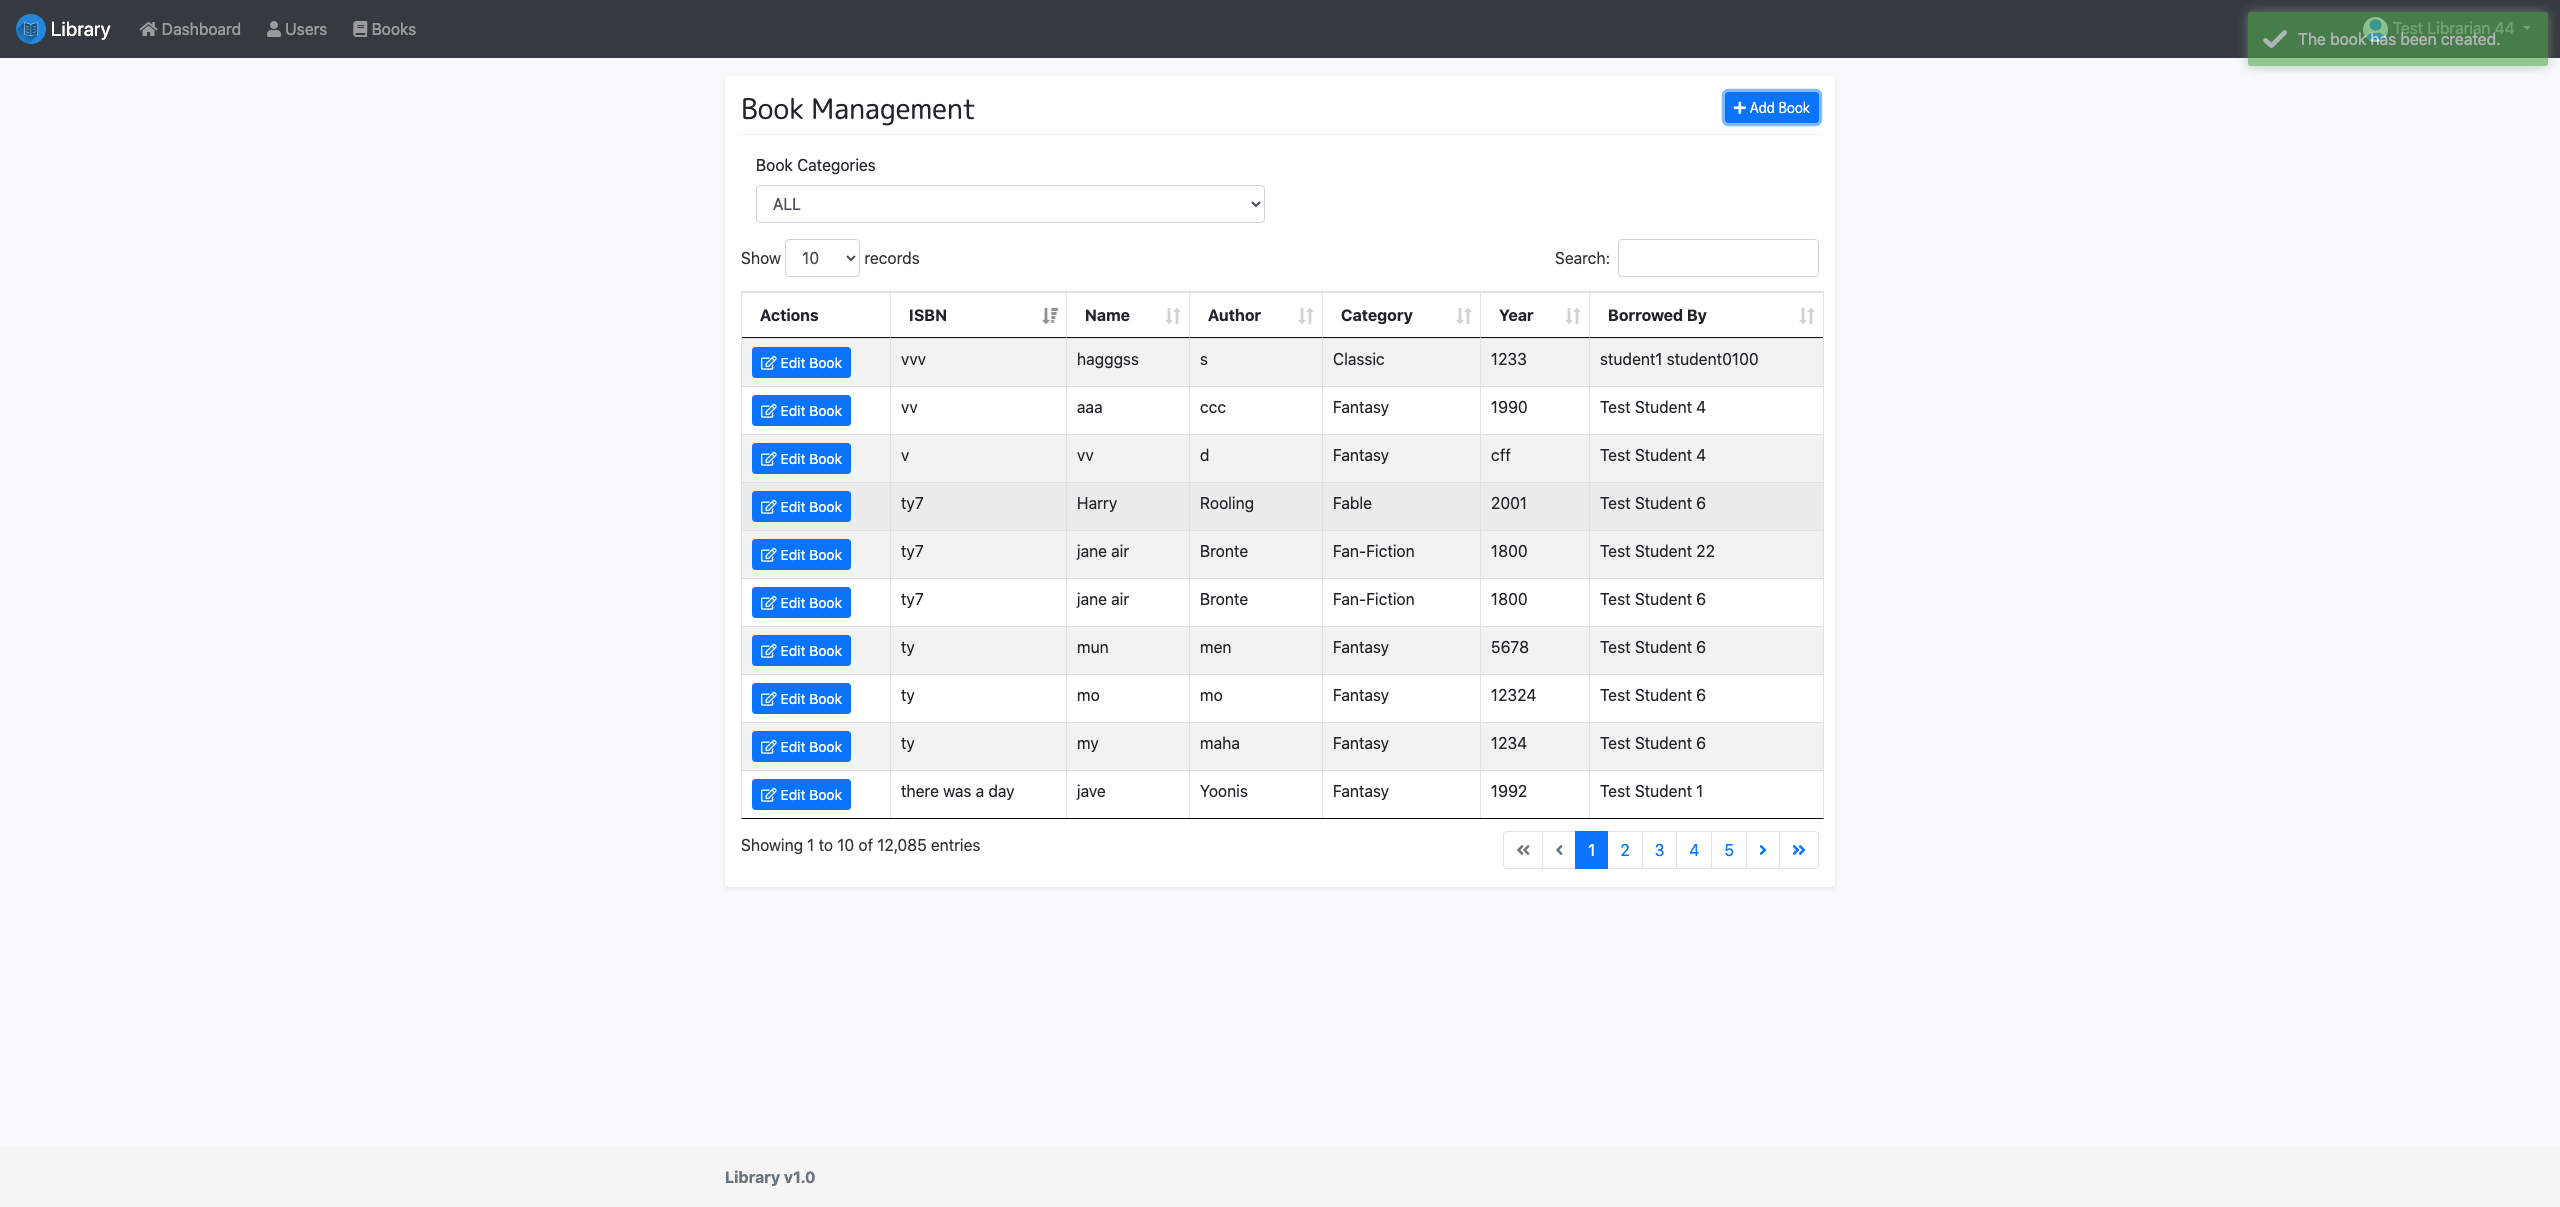 Library Dashboard Users Books Test Librarian 44
The book has been created.
Book Management Add Book
Book Categories
ALL
Show 10 records Search:
Actions ISBN Name Author Category Year Borrowed By
Edit Book vvv hagggss s Classic 1233 student1 student0100
Edit Book vv aaa ccc Fantasy 1990 Test Student 4
Edit Book v vv d Fantasy cff Test Student 4
Edit Book ty7 Harry Rooling Fable 2001 Test Student 6
Edit Book ty7 jane air Bronte Fan-Fiction 1800 Test Student 22
Edit Book ty7 jane air Bronte Fan-Fiction 1800 Test Student 6
Edit Book ty mun men Fantasy 5678 Test Student 6
Edit Book ty mo mo Fantasy 12324 Test Student 6
Edit Book ty my maha Fantasy 1234 Test Student 6
Edit Book there was a day jave Yoonis Fantasy 1992 Test Student 1
Showing 1 to 10 of 12,085 entries « ‹ 1 2 3 4 5 › »
Library v1.0